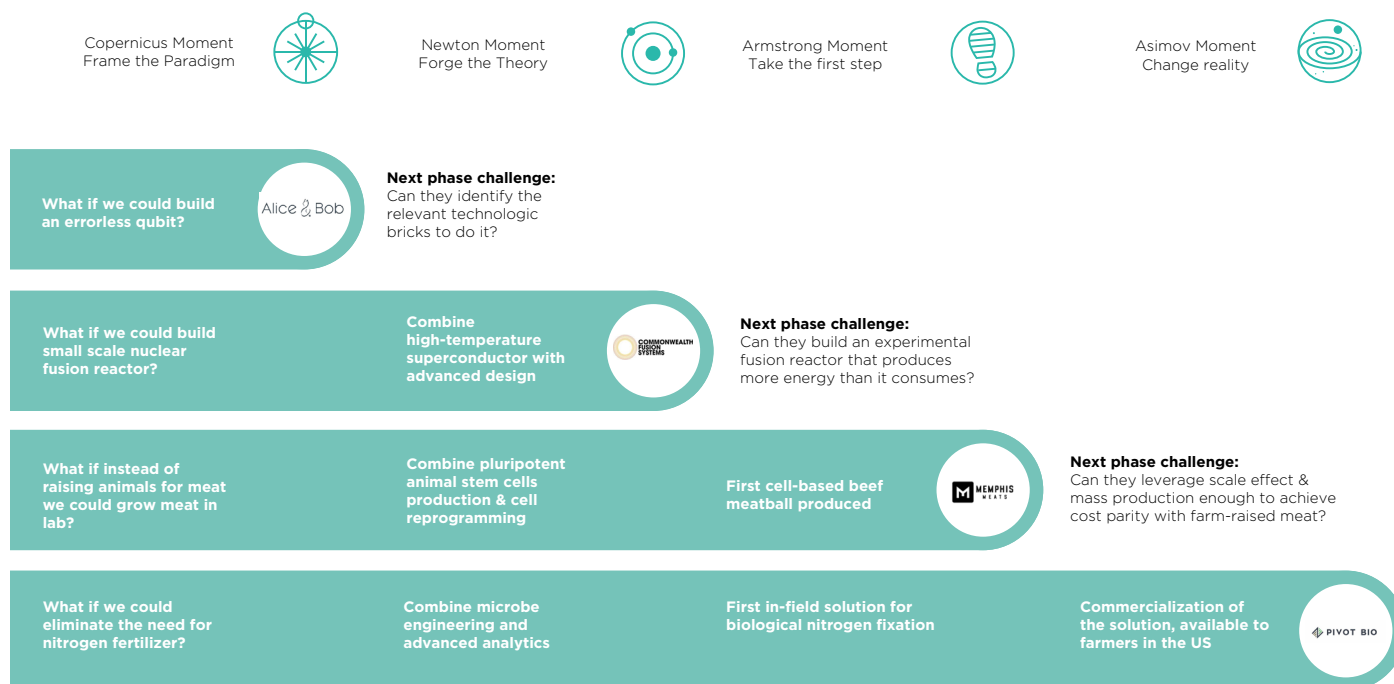 Copernicus Moment
Frame the Paradigm
Newton Moment
Forge the Theory
Armstrong Moment
Take the first step
Asimov Moment
Change reality
What if we could build
an errorless qubit?
Alice & Bob
Next phase challenge:
Can they identify the
relevant technologic
bricks to do it?
What if we could build
small scale nuclear
fusion reactor?
Combine
high-temperature
superconductor with
advanced design
COMMONWEALTH
FUSION
SYSTEMS
Next phase challenge:
Can they build an experimental
fusion reactor that produces
more energy than it consumes?
What if instead of
raising animals for meat
we could grow meat in
lab?
Combine pluripotent
animal stem cells
production & cell
reprogramming
First cell-based beef
meatball produced
M MEMPHIS
MEATS
Next phase challenge:
Can they leverage scale effect &
mass production enough to achieve
cost parity with farm-raised meat?
What if we could
eliminate the need for
nitrogen fertilizer?
Combine microbe
engineering and
advanced analytics
First in-field solution for
biological nitrogen fixation
Commercialization of
the solution, available to
farmers in the US
PIVOT BIO